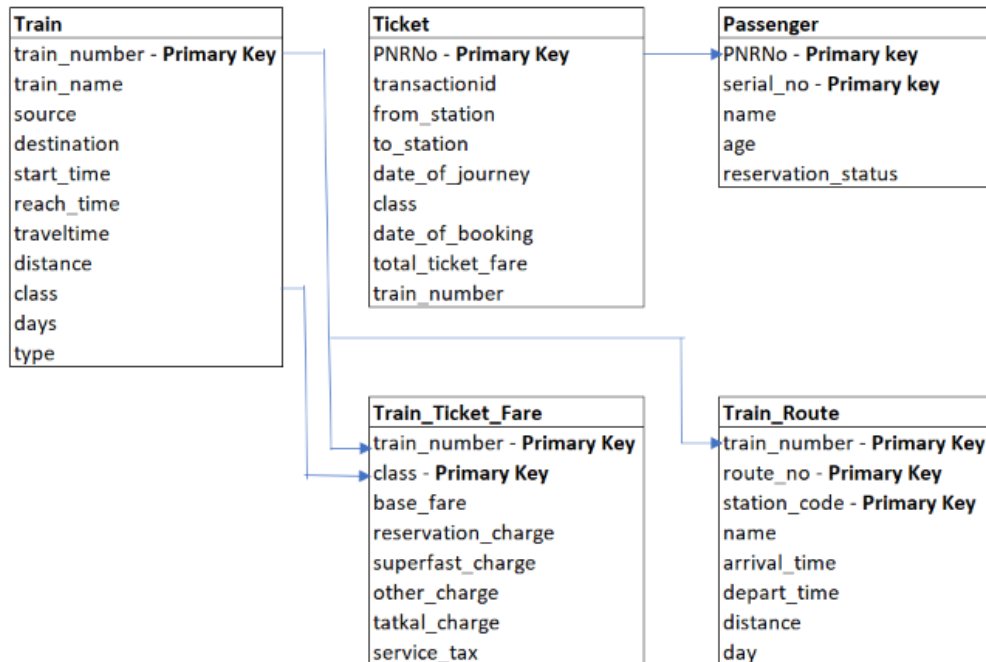 Train
train_number - Primary Key
train_name
source
destination
start_time
reach_time
traveltime
distance
class
days
type
Ticket
PNRNo - Primary Key
transactionid
from_station
to_station
date_of_journey
class
date_of_booking
total_ticket_fare
train_number
Passenger
PNRNo - Primary key
serial_no - Primary key
name
age
reservation_status
Train_Ticket_Fare
train_number - Primary Key
class - Primary Key
base_fare
reservation_charge
superfast_charge
other_charge
tatkal_charge
service_tax
Train_Route
train_number - Primary Key
route_no - Primary Key
station_code - Primary Key
name
arrival_time
depart_time
distance
day